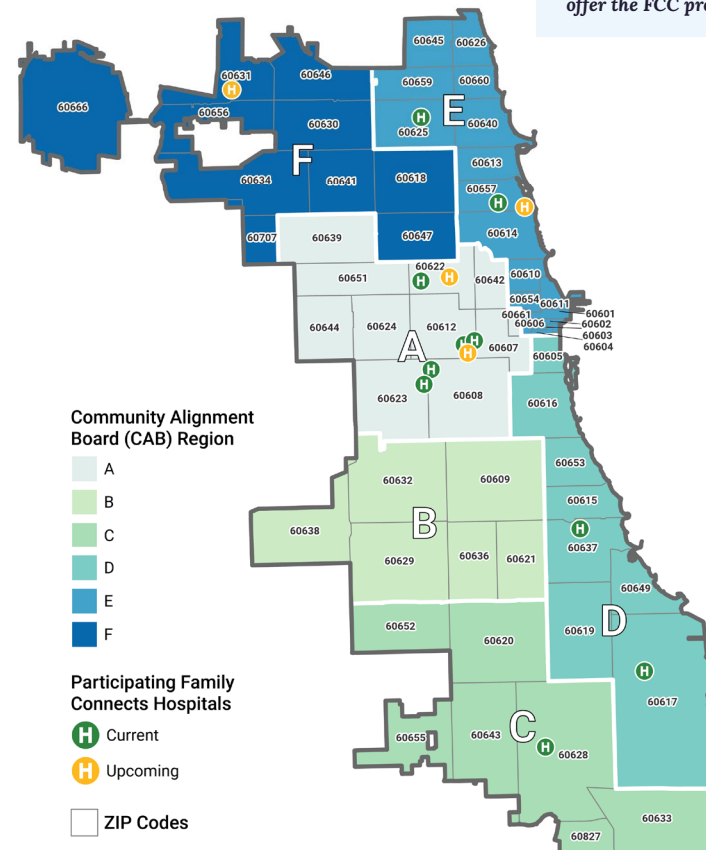 offer the FCC pro
60645
60626
60631
60646
60659
60660
H
60666
60656
60630
H
E
60625
60640
F
60613
60634
60641
60618
60657
H
H
60707
60639
60647
60614
60622
60651
H
H
60642
60610
60654
60611
60644
60624
60612
60661
60606
60601
60602
60603
60604
A
H
H
H
60607
60605
H
H
60623
60608
60616
Community Alignment
Board (CAB) Region
A
B
C
D
E
F
60632
60609
60653
60615
60638
B
H
60637
60629
60636
60621
60649
60652
60620
60619
D
Participating Family
Connects Hospitals
H Current
H Upcoming
ZIP Codes
H
60617
60655
60643
C
H
60628
60633
60827